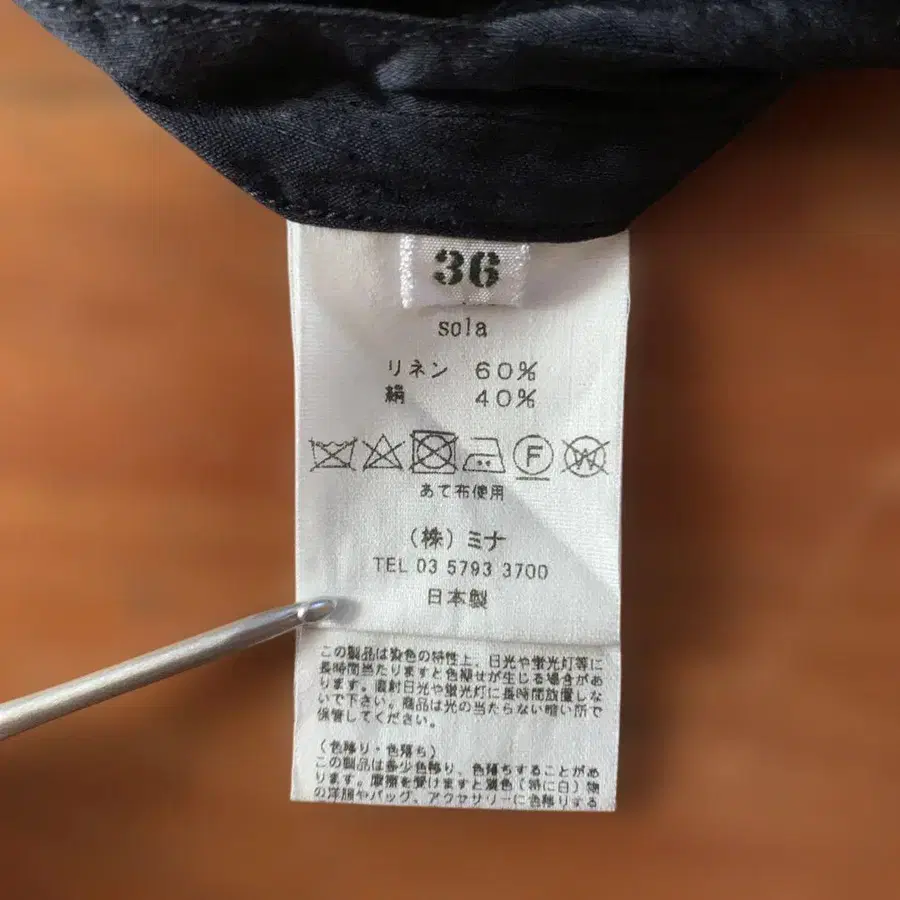 36
sola
リネン 60%
絹 40%
F
W
あて布使用
(株)ミナ
TEL 03 5793 3700
日本製
この製品は染色の特性上、日光や蛍光灯等に
長時間当たりますと色褪せが生じる場合があ
ります。直射日光や蛍光灯に長時間放置しな
いで下さい。商品は光の当たらない暗い所で
保管してください。
(色移り・色落ち)
この製品は多少色移り、色落ちすることがあ
ります。摩擦を受けますと淡色(特に白)物
の洋服やバッグ、アクセサリーに色移りする